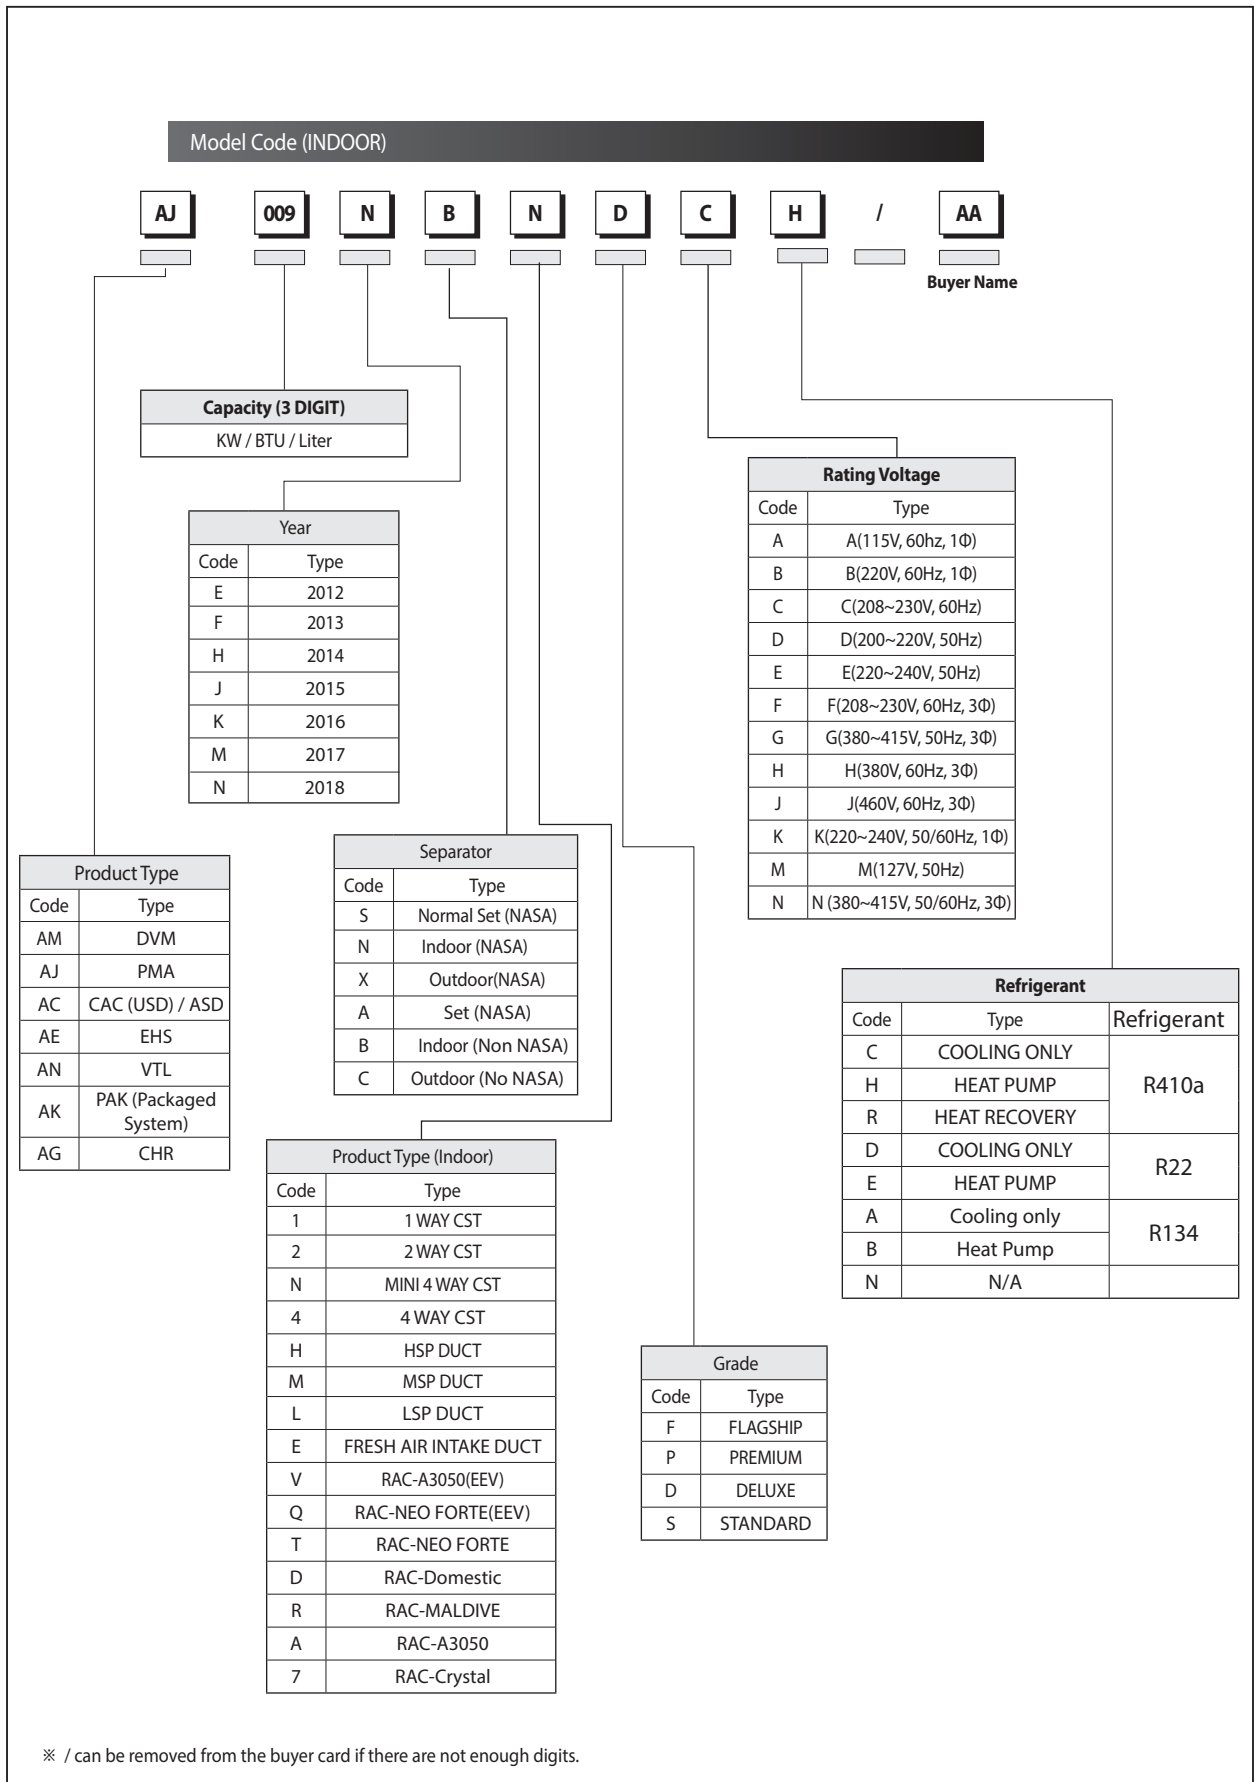 Model Code (INDOOR)
AJ 009 N B N D C H / AA
Buyer Name
Capacity (3 DIGIT)
KW / BTU / Liter
Year
Code Type
E 2012
F 2013
H 2014
J 2015
K 2016
M 2017
N 2018
Rating Voltage
Code Type
A A(115V, 60hz, 1Φ)
B B(220V, 60Hz, 1Φ)
C C(208~230V, 60Hz)
D D(200~220V, 50Hz)
E E(220~240V, 50Hz)
F F(208~230V, 60Hz, 3Φ)
G G(380~415V, 50Hz, 3Φ)
H H(380V, 60Hz, 3Φ)
J J(460V, 60Hz, 3Φ)
K K(220~240V, 50/60Hz, 1Φ)
M M(127V, 50Hz)
N N (380~415V, 50/60Hz, 3Φ)
Product Type
Code Type
AM DVM
AJ PMA
AC CAC (USD) / ASD
AE EHS
AN VTL
AK PAK (Packaged
System)
AG CHR
Separator
Code Type
S Normal Set (NASA)
N Indoor (NASA)
X Outdoor(NASA)
A Set (NASA)
B Indoor (Non NASA)
C Outdoor (No NASA)
Refrigerant
Code Type Refrigerant
C COOLING ONLY
H HEAT PUMP R410a
R HEAT RECOVERY
D COOLING ONLY
R22
E HEAT PUMP
A Cooling only
R134
B Heat Pump
N N/A
Product Type (Indoor)
Code Type
1 1 WAY CST
2 2 WAY CST
N MINI 4 WAY CST
4 4 WAY CST
H HSP DUCT
M MSP DUCT
L LSP DUCT
E FRESH AIR INTAKE DUCT
V RAC-A3050(EEV)
Q RAC-NEO FORTE(EEV)
T RAC-NEO FORTE
D RAC-Domestic
R RAC-MALDIVE
A RAC-A3050
7 RAC-Crystal
Grade
Code Type
F FLAGSHIP
P PREMIUM
D DELUXE
S STANDARD
※ / can be removed from the buyer card if there are not enough digits.